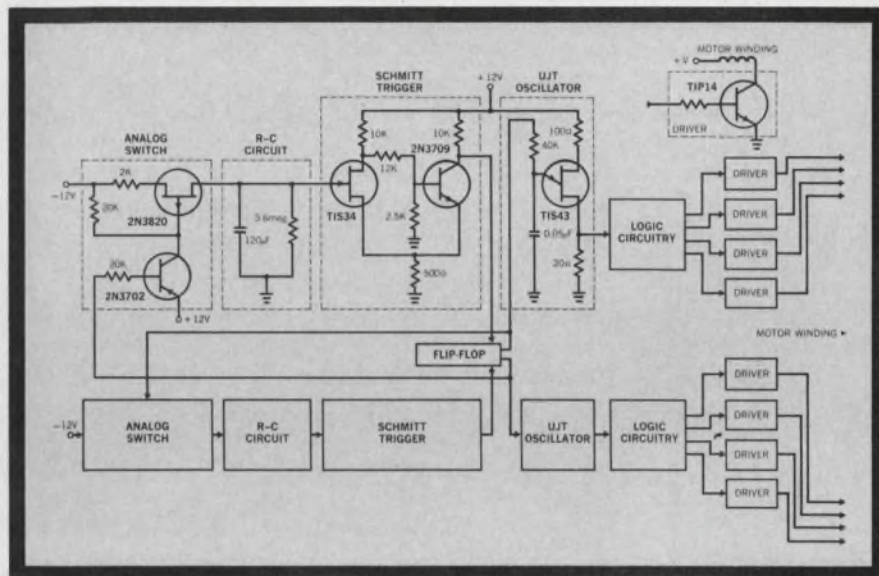 MOTOR WINDING
+V
TIP14
DRIVER
SCHMITT
TRIGGER
+12V
UJT
OSCILLATOR
ANALOG
SWITCH
R-C
CIRCUIT
10K
10K
2N3709
12K
2.5K
TIS34
500Ω
100Ω
40K
TIS43
0.05µF
30Ω
2K
-12V
20K
2N3820
30K
2N3702
+12V
3.6meg
120µF
LOGIC
CIRCUITRY
DRIVER
DRIVER
DRIVER
DRIVER
MOTOR WINDING
FLIP-FLOP
-12V
ANALOG
SWITCH
R-C
CIRCUIT
SCHMITT
TRIGGER
UJT
OSCILLATOR
LOGIC
CIRCUITRY
DRIVER
DRIVER
DRIVER
DRIVER